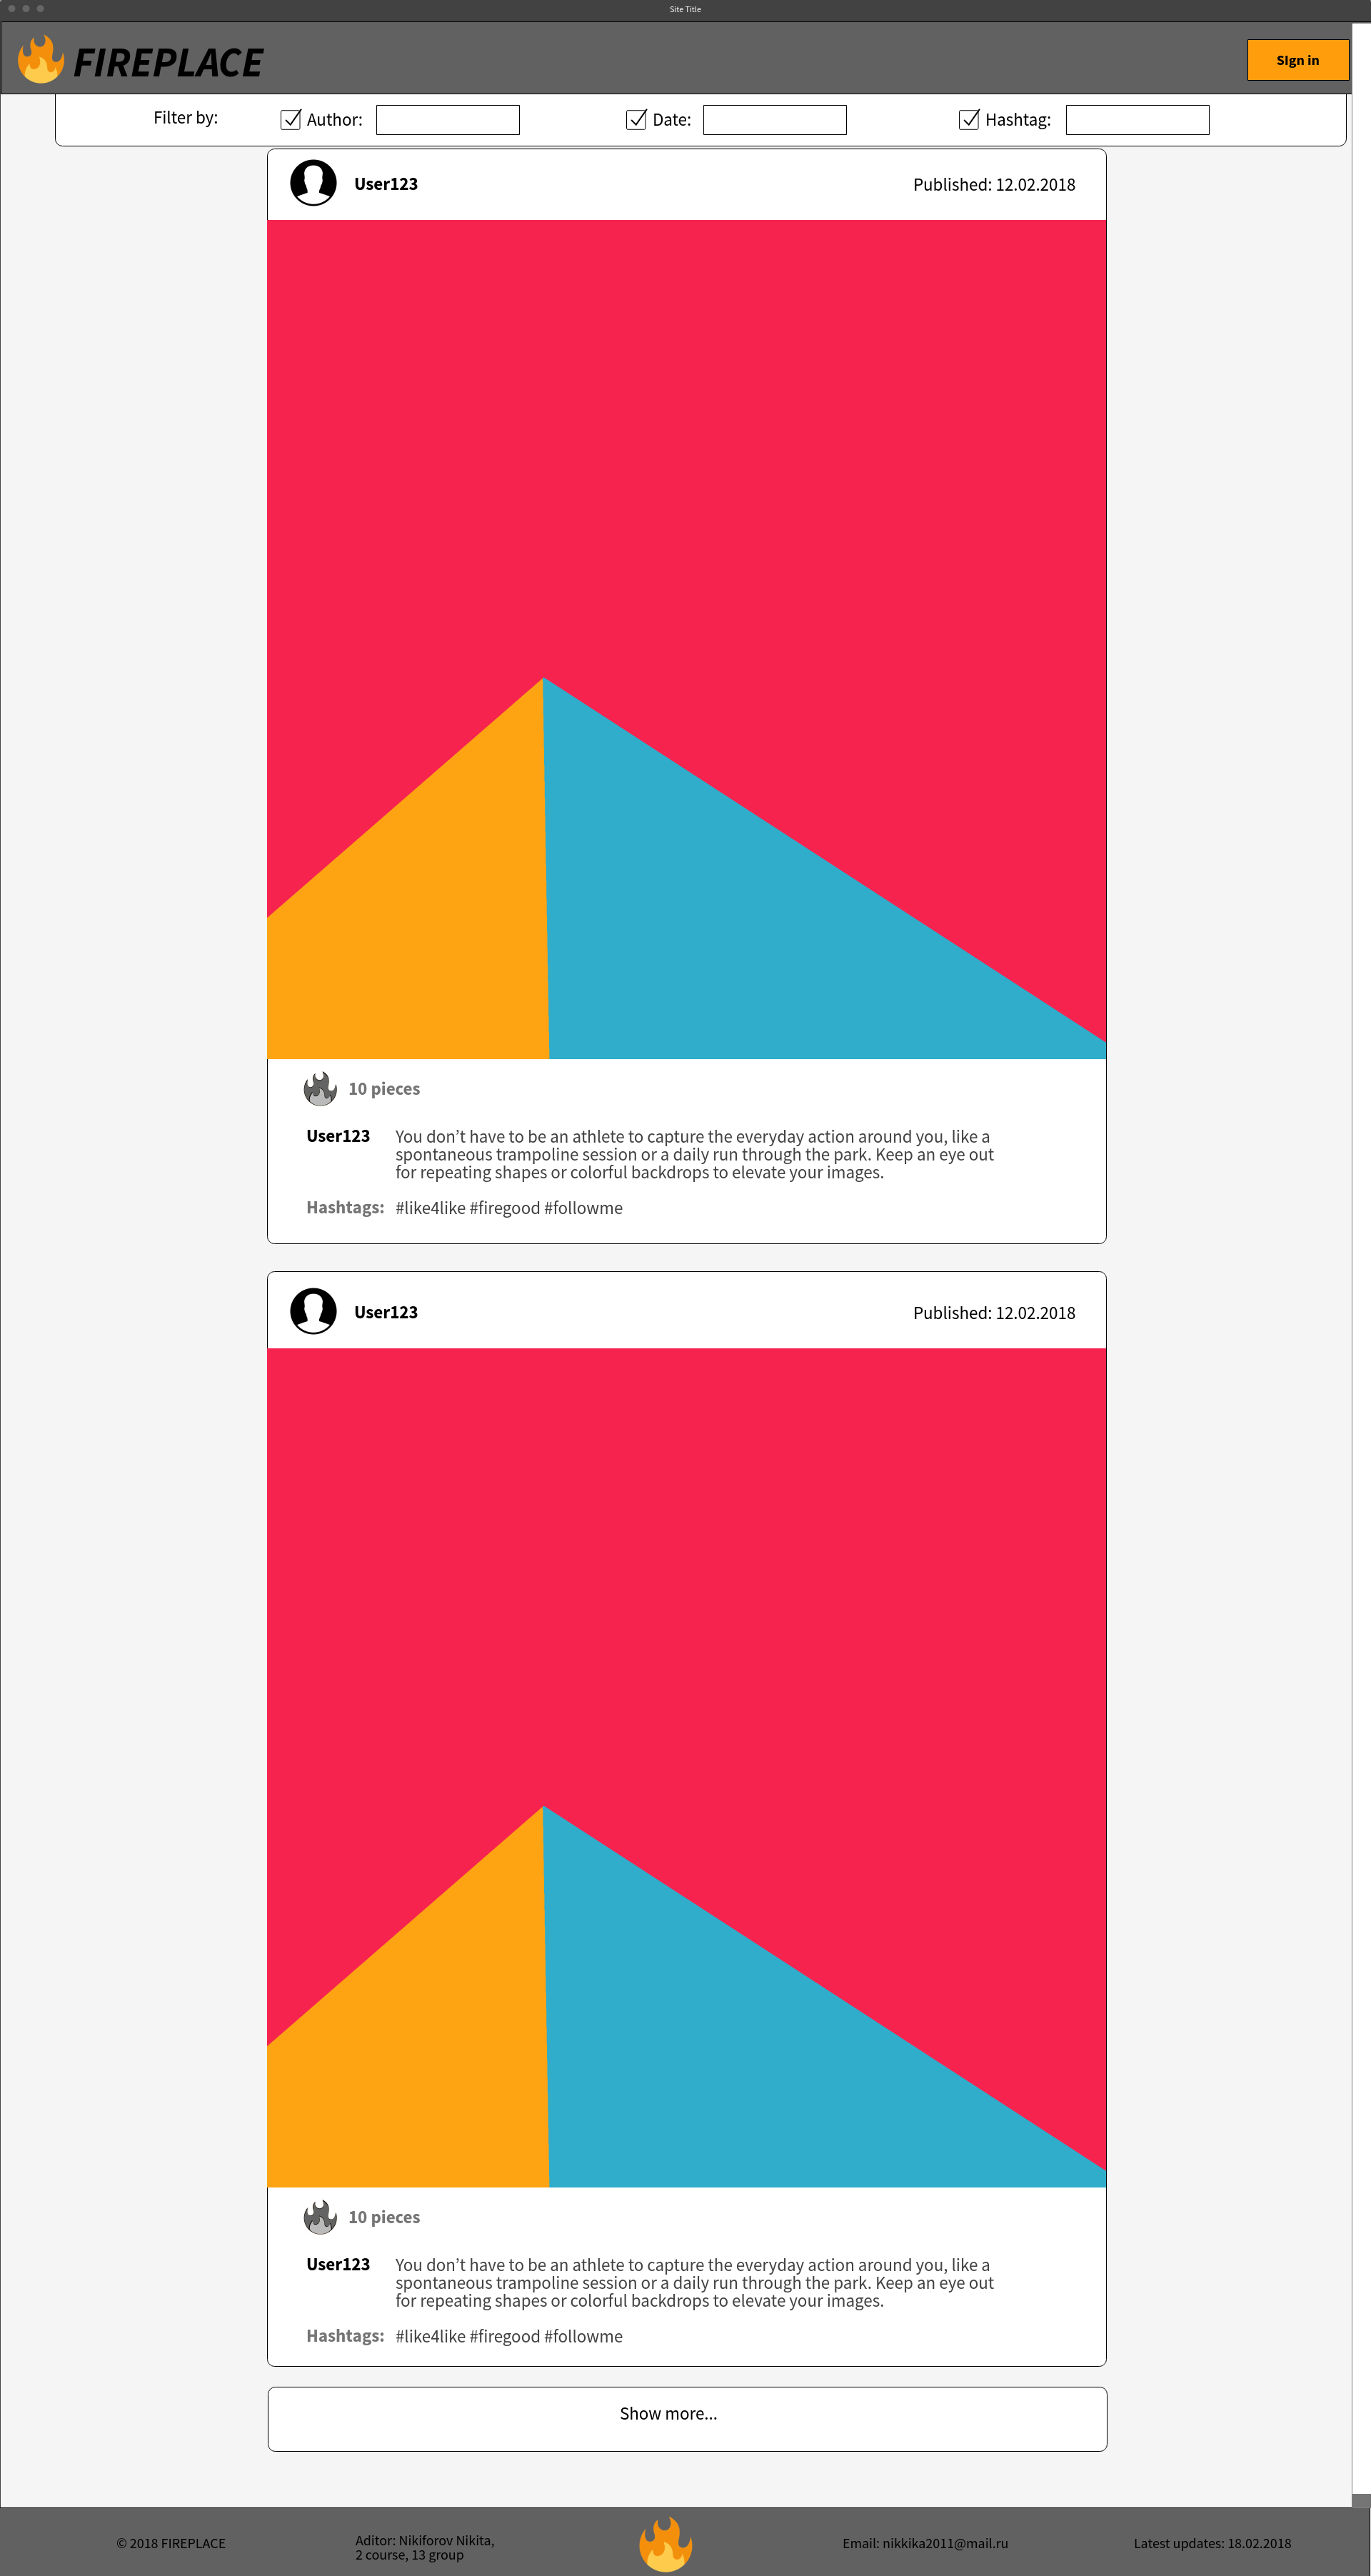 Site Title
FIREPLACE
SIgn in
Filter by:
Author:
Date:
Hashtag:
User123
Published: 12.02.2018
10 pieces
User123
You don’t have to be an athlete to capture the everyday action around you, like a
spontaneous trampoline session or a daily run through the park. Keep an eye out
for repeating shapes or colorful backdrops to elevate your images.
Hashtags: #like4like #firegood #followme
User123
Published: 12.02.2018
10 pieces
User123
You don’t have to be an athlete to capture the everyday action around you, like a
spontaneous trampoline session or a daily run through the park. Keep an eye out
for repeating shapes or colorful backdrops to elevate your images.
Hashtags: #like4like #firegood #followme
Show more...
© 2018 FIREPLACE
Aditor: Nikiforov Nikita,
2 course, 13 group
Email: nikkika2011@mail.ru
Latest updates: 18.02.2018